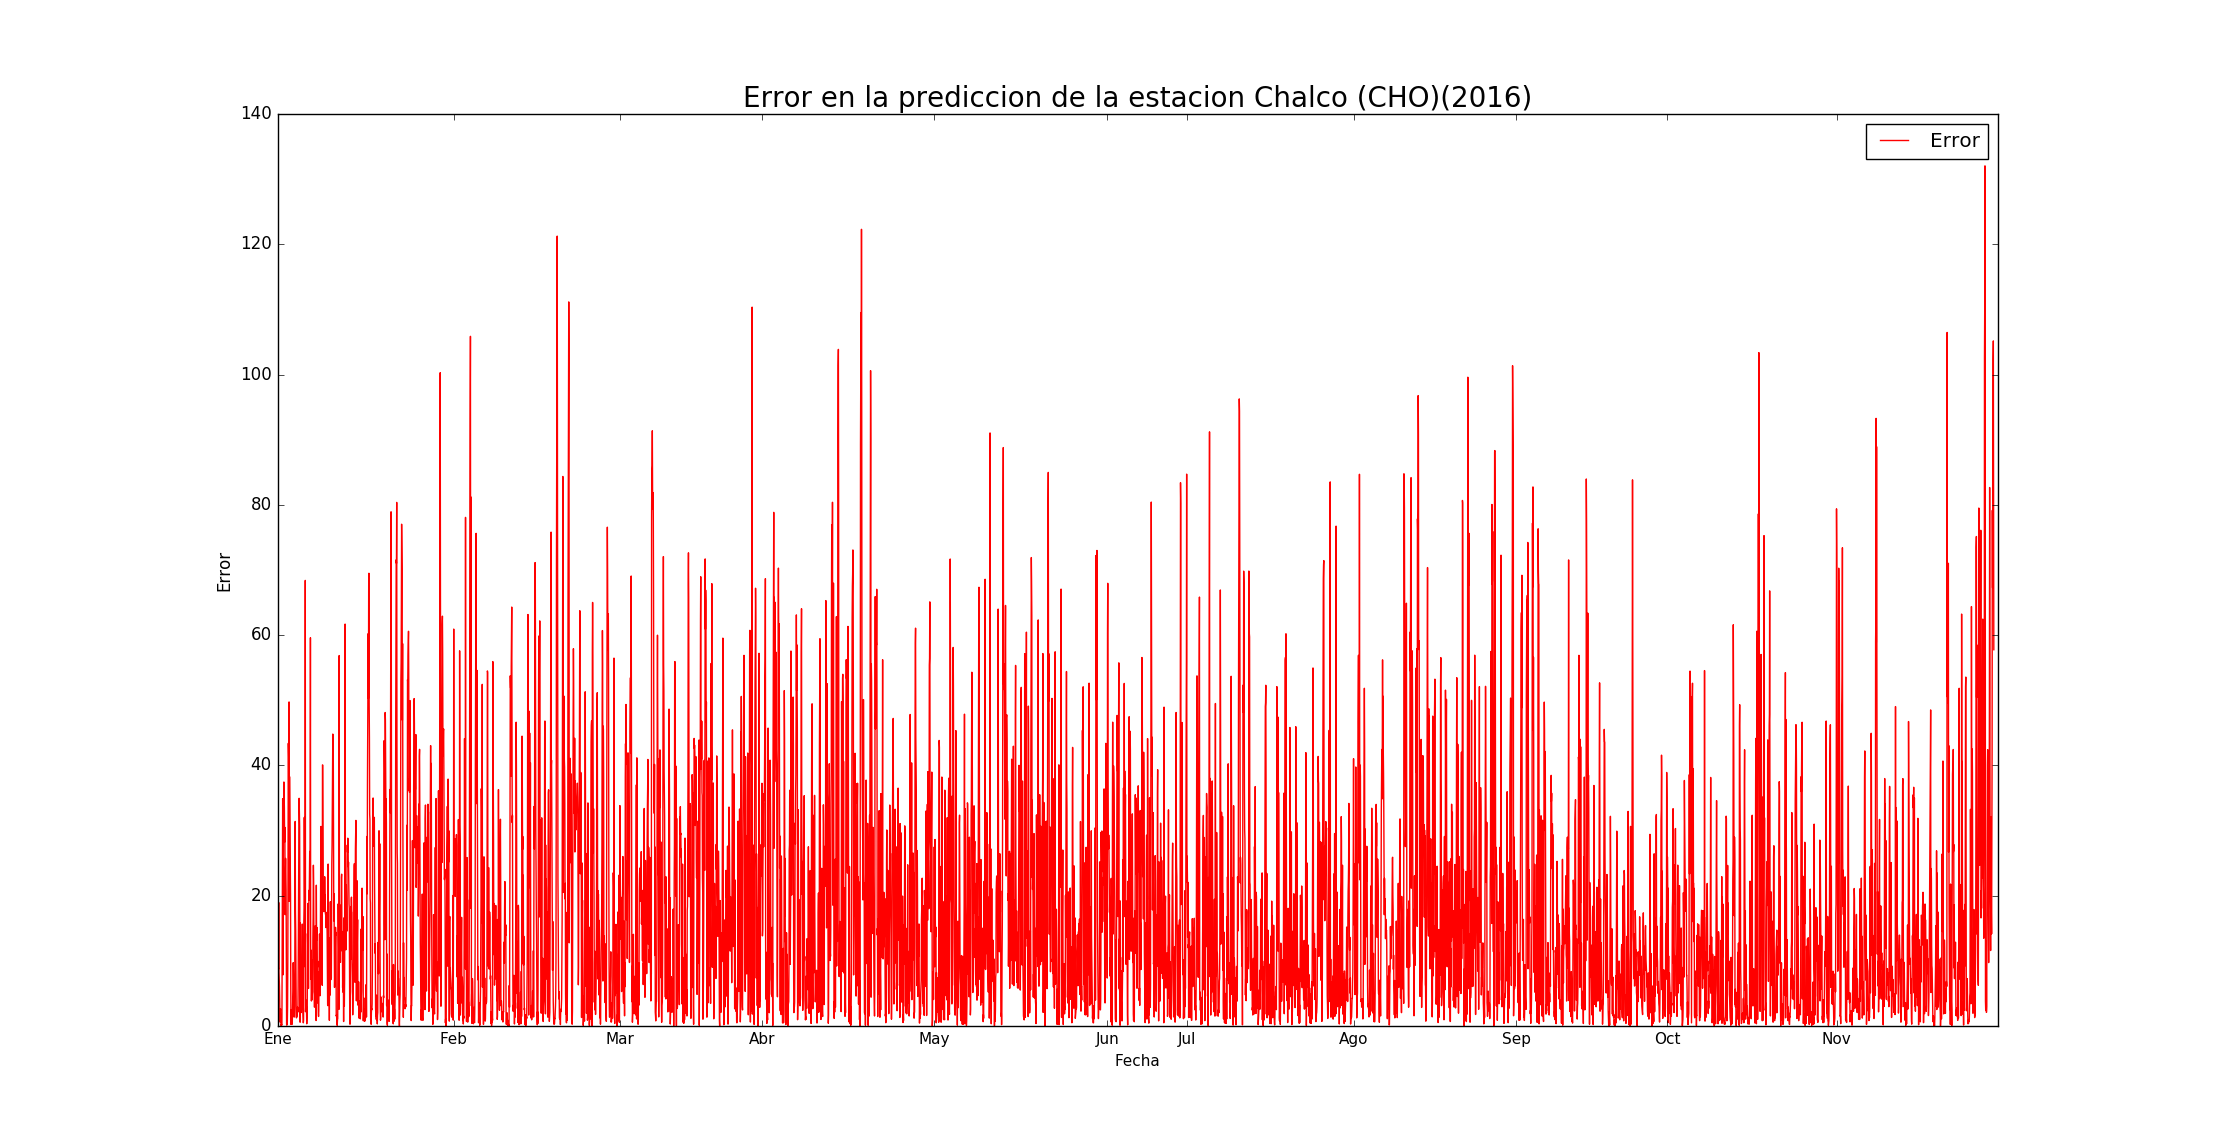 Error en la prediccion de la estacion Chalco (CHO)(2016)
Error
140
120
100
80
60
40
20
0
Error
Ene Feb Mar Abr May Jun Jul Ago Sep Oct Nov
Fecha